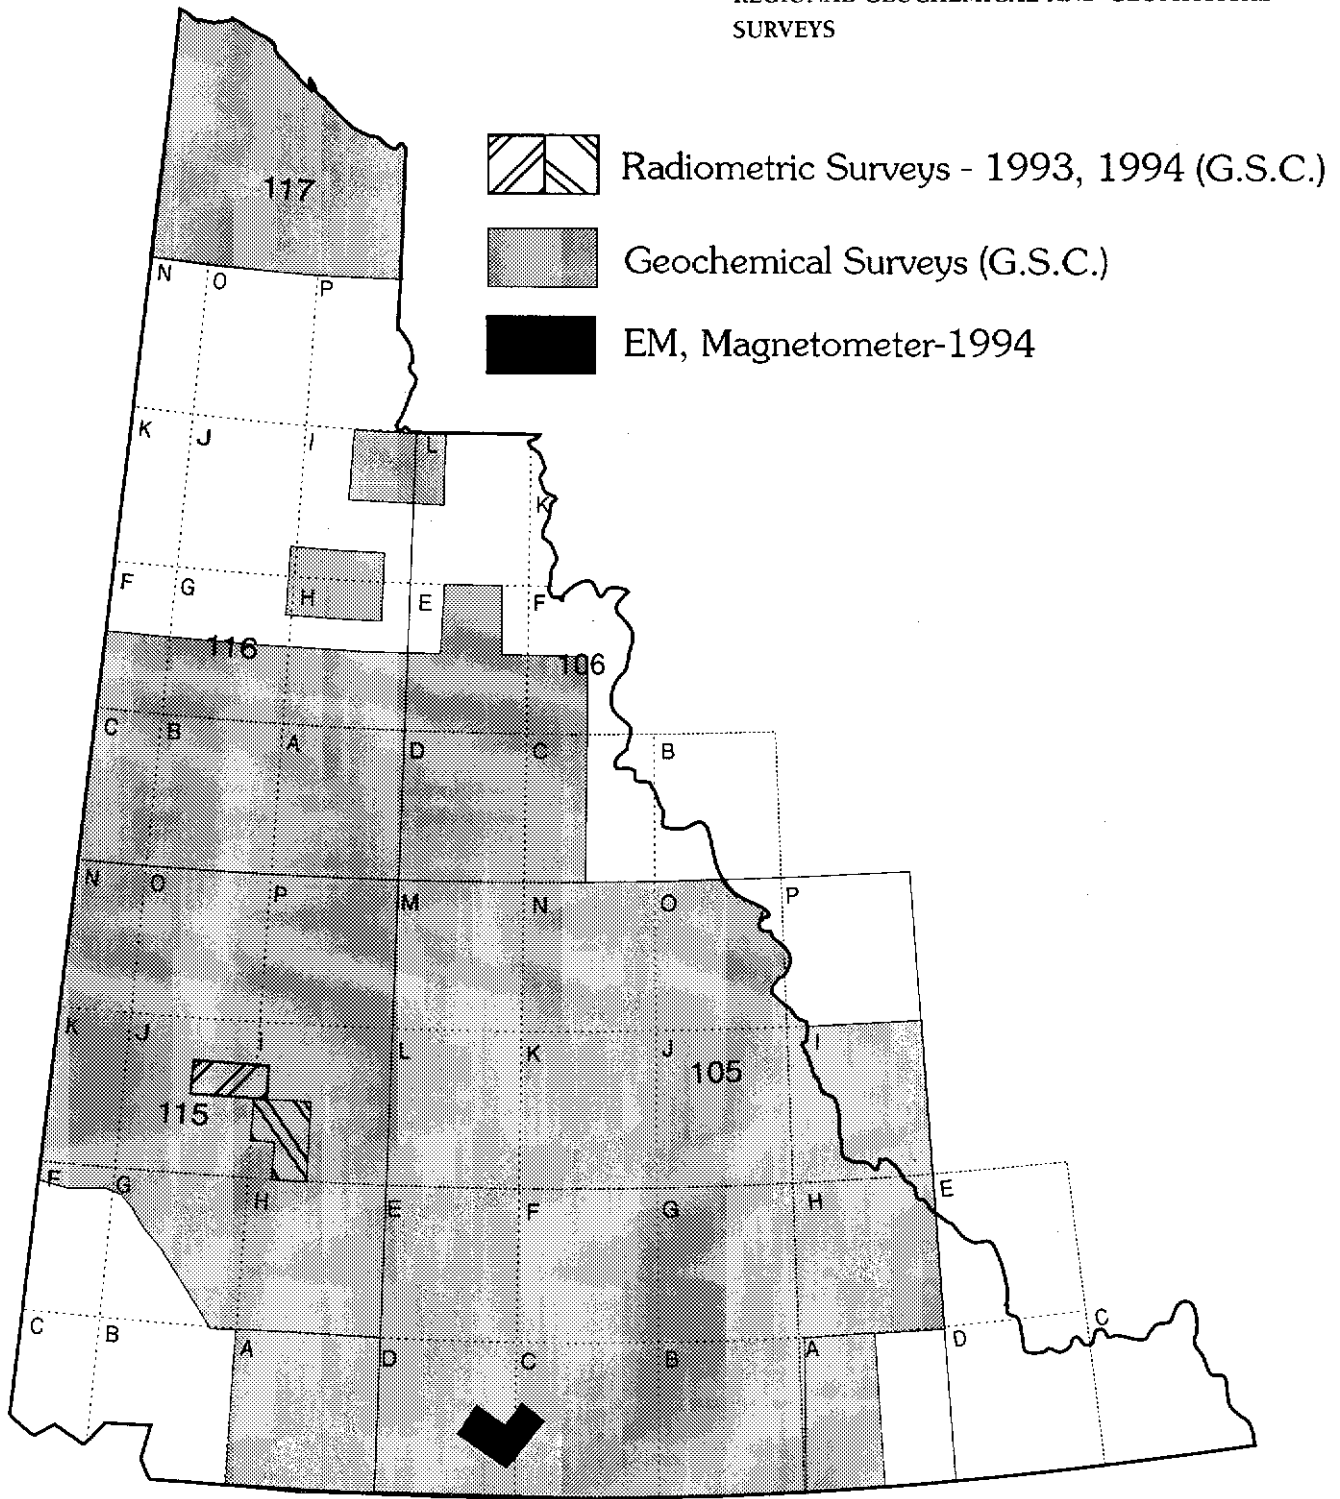 SURVEYS
Radiometric Surveys - 1993, 1994 (G.S.C.)
Geochemical Surveys (G.S.C.)
EM, Magnetometer-1994
117
N O P
K J I L
K
F G H E F
116 106
C B A D C B
N O P M N O P
K J I L K J I
105
115
F G H E F G H E
C B A D C B A D C